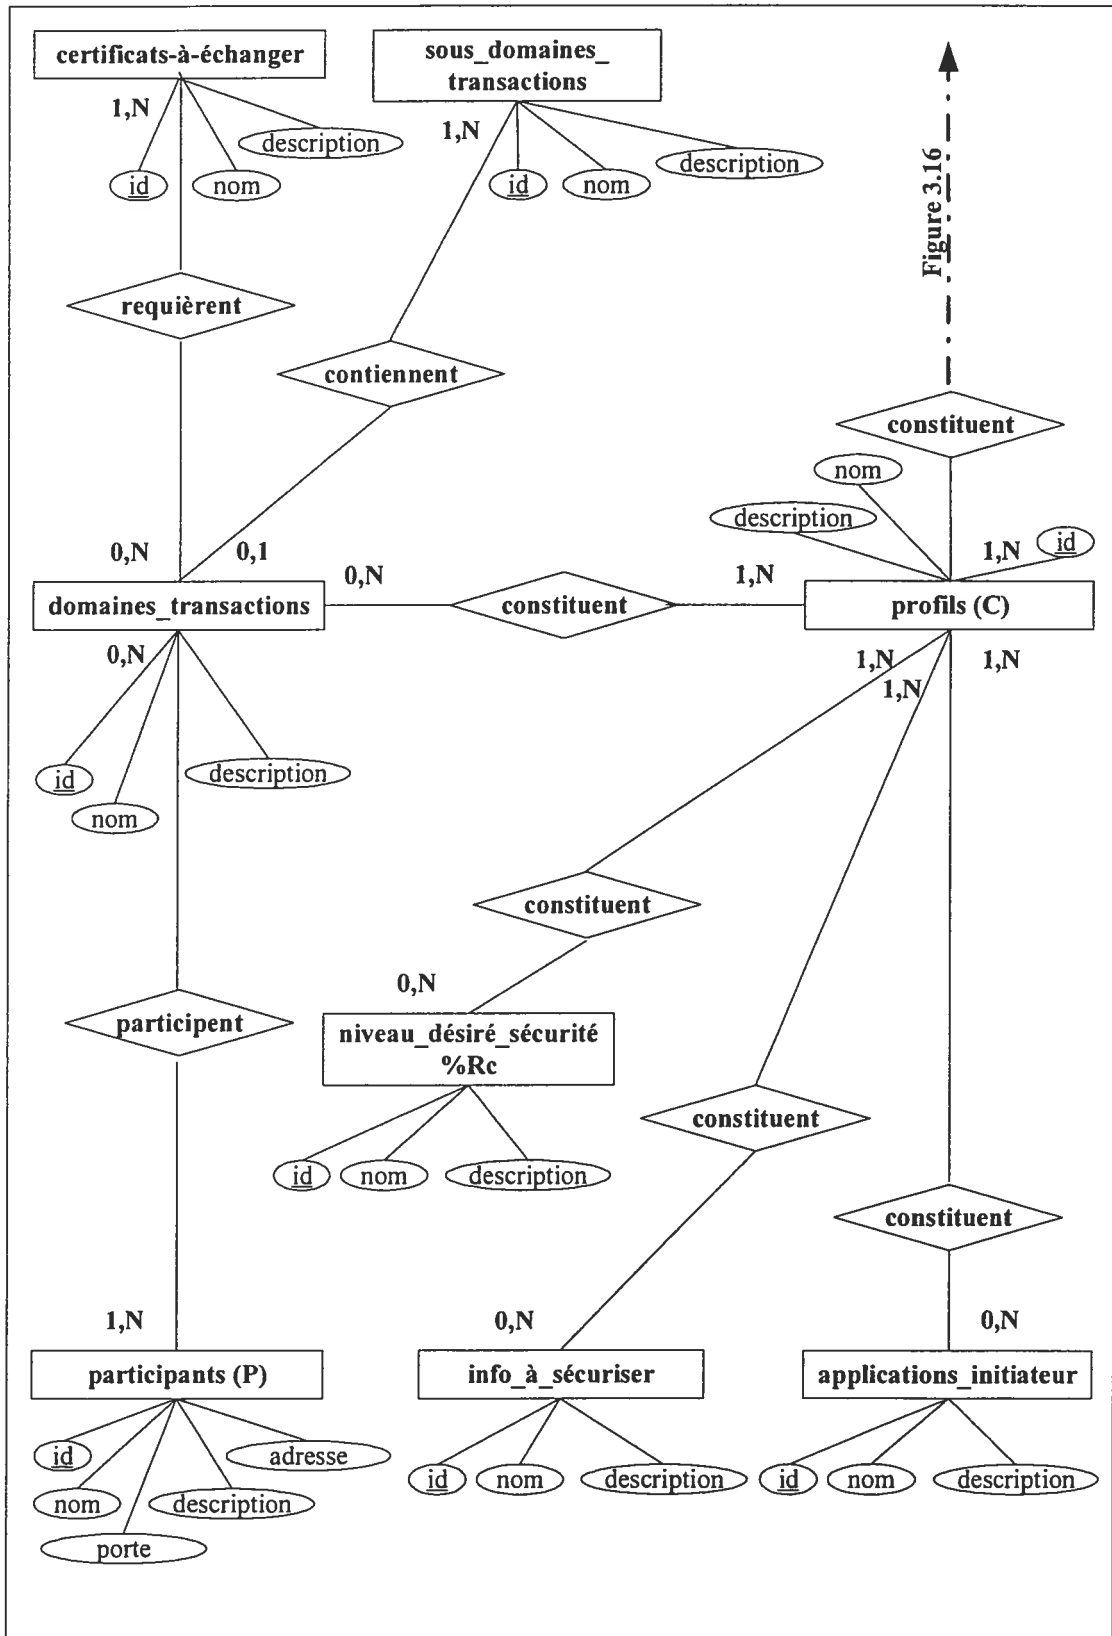 certificats-à-échanger
sous_domaines_
transactions
1,N
1,N
description
description
id
nom
id
nom
Figure 3.16
requièrent
contiennent
constituent
nom
description
0,N
0,1
0,N
1,N
1,N
id
domaines_transactions
constituent
profils (C)
0,N
1,N
1,N
1,N
id
nom
description
constituent
0,N
participent
niveau_désiré_sécurité
%Rc
constituent
id
nom
description
constituent
1,N
0,N
0,N
participants (P)
info_à_sécuriser
applications_initiateur
id
adresse
nom
description
porte
id
nom
description
id
nom
description